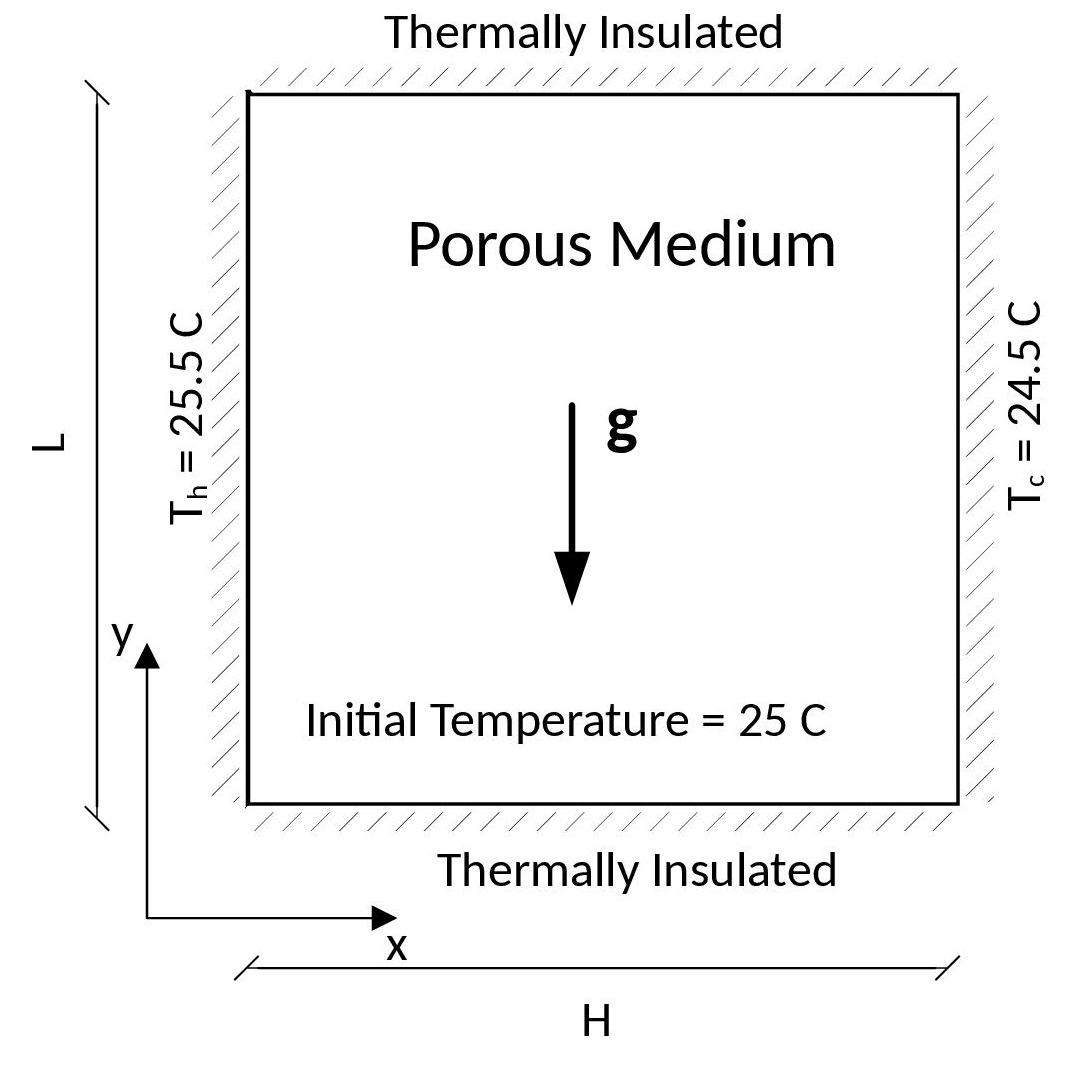 Thermally Insulated
Porous Medium
L
T_h = 25.5 C
g
T_c = 24.5 C
y
Initial Temperature = 25 C
Thermally Insulated
x
H